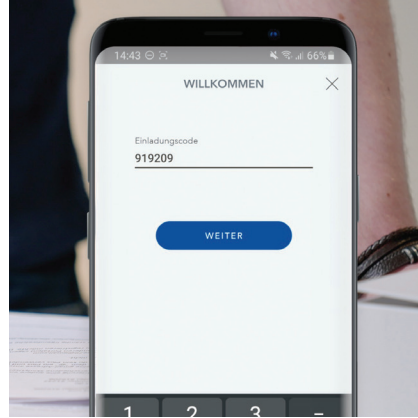 14:43 66%
WILLKOMMEN
Einladungscode
919209
WEITER
1 2 3 -